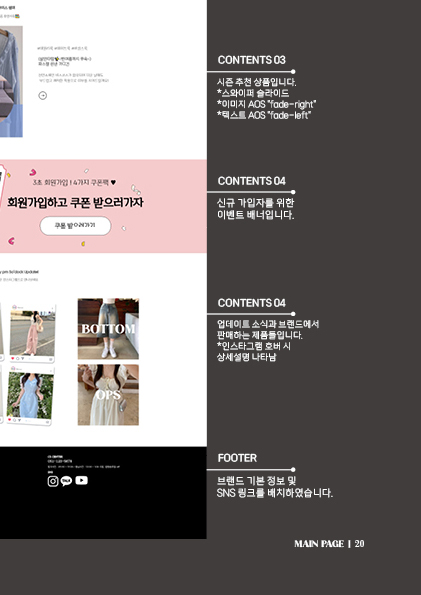 CONTENTS 03
시즌 추천 상품입니다.
*스와이퍼 슬라이드
*이미지 AOS "fade-right"
*텍스트 AOS "fade-left"
3초 회원가입 ! 4가지 쿠폰팩 ♥
회원가입하고 쿠폰 받으러가자
쿠폰 받으러가기
CONTENTS 04
신규 가입자를 위한
이벤트 배너입니다.
BOTTOM
OPS
CONTENTS 04
업데이트 소식과 브랜드에서
판매하는 제품들입니다.
*인스타그램 호버 시
상세설명 나타남
FOOTER
브랜드 기본 정보 및
SNS 링크를 배치하였습니다.
MAIN PAGE | 20